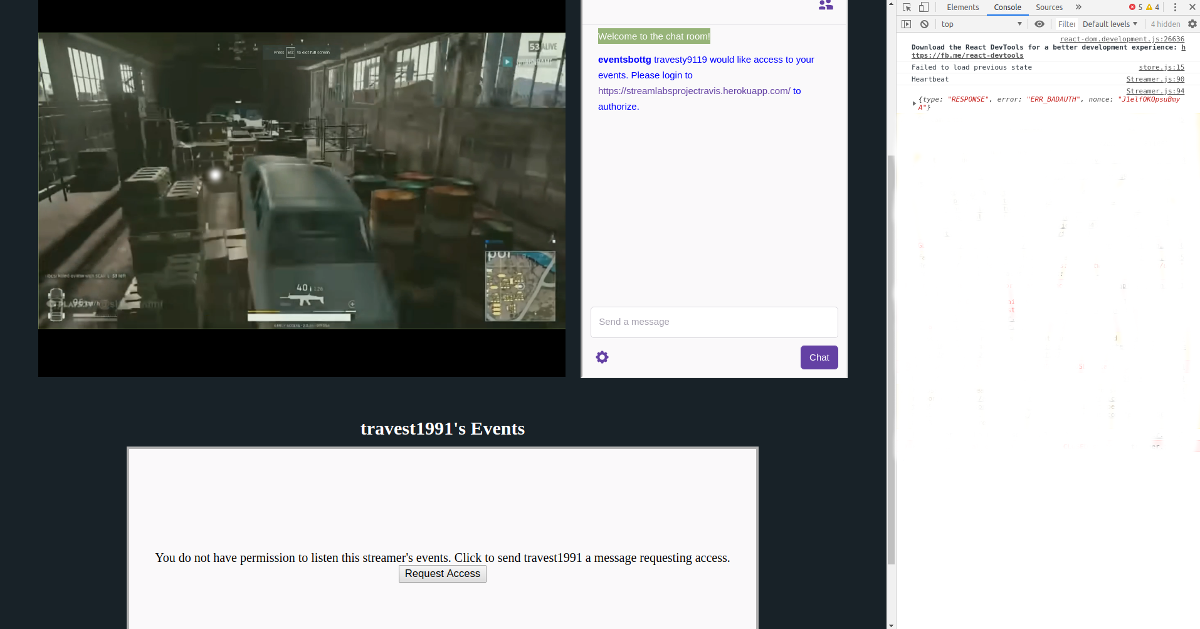 53 ALIVE
Welcome to the chat room!
eventsbottg travesty9119 would like access to your
events. Please login to
https://streamlabsprojectravis.herokuapp.com/ to
authorize.
Send a message
Chat
40
travest1991's Events
You do not have permission to listen this streamer's events. Click to send travest1991 a message requesting access.
Request Access
Elements Console Sources » 5 4
top Filter Default levels ▼ 4 hidden
react-dom.development.js:26636
Download the React DevTools for a better development experience: h
ttps://fb.me/react-devtools
Failed to load previous state store.js:15
Heartbeat Streamer.js:90
Streamer.js:94
{type: "RESPONSE", error: "ERR_BADAUTH", nonce:
A"}